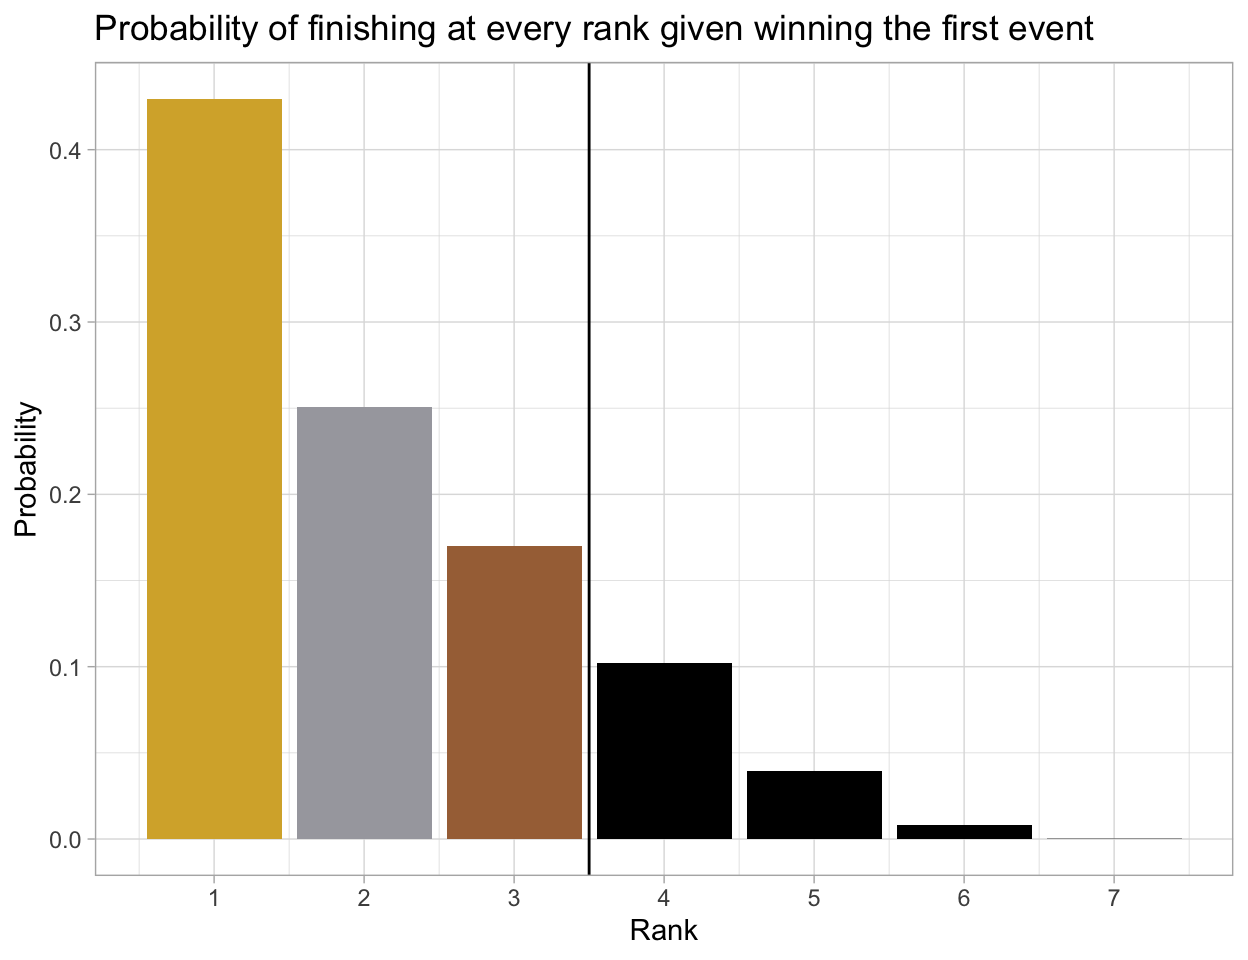 Probability of finishing at every rank given winning the first event
Probability
0.4
0.3
0.2
0.1
0.0
1 2 3 4 5 6 7
Rank